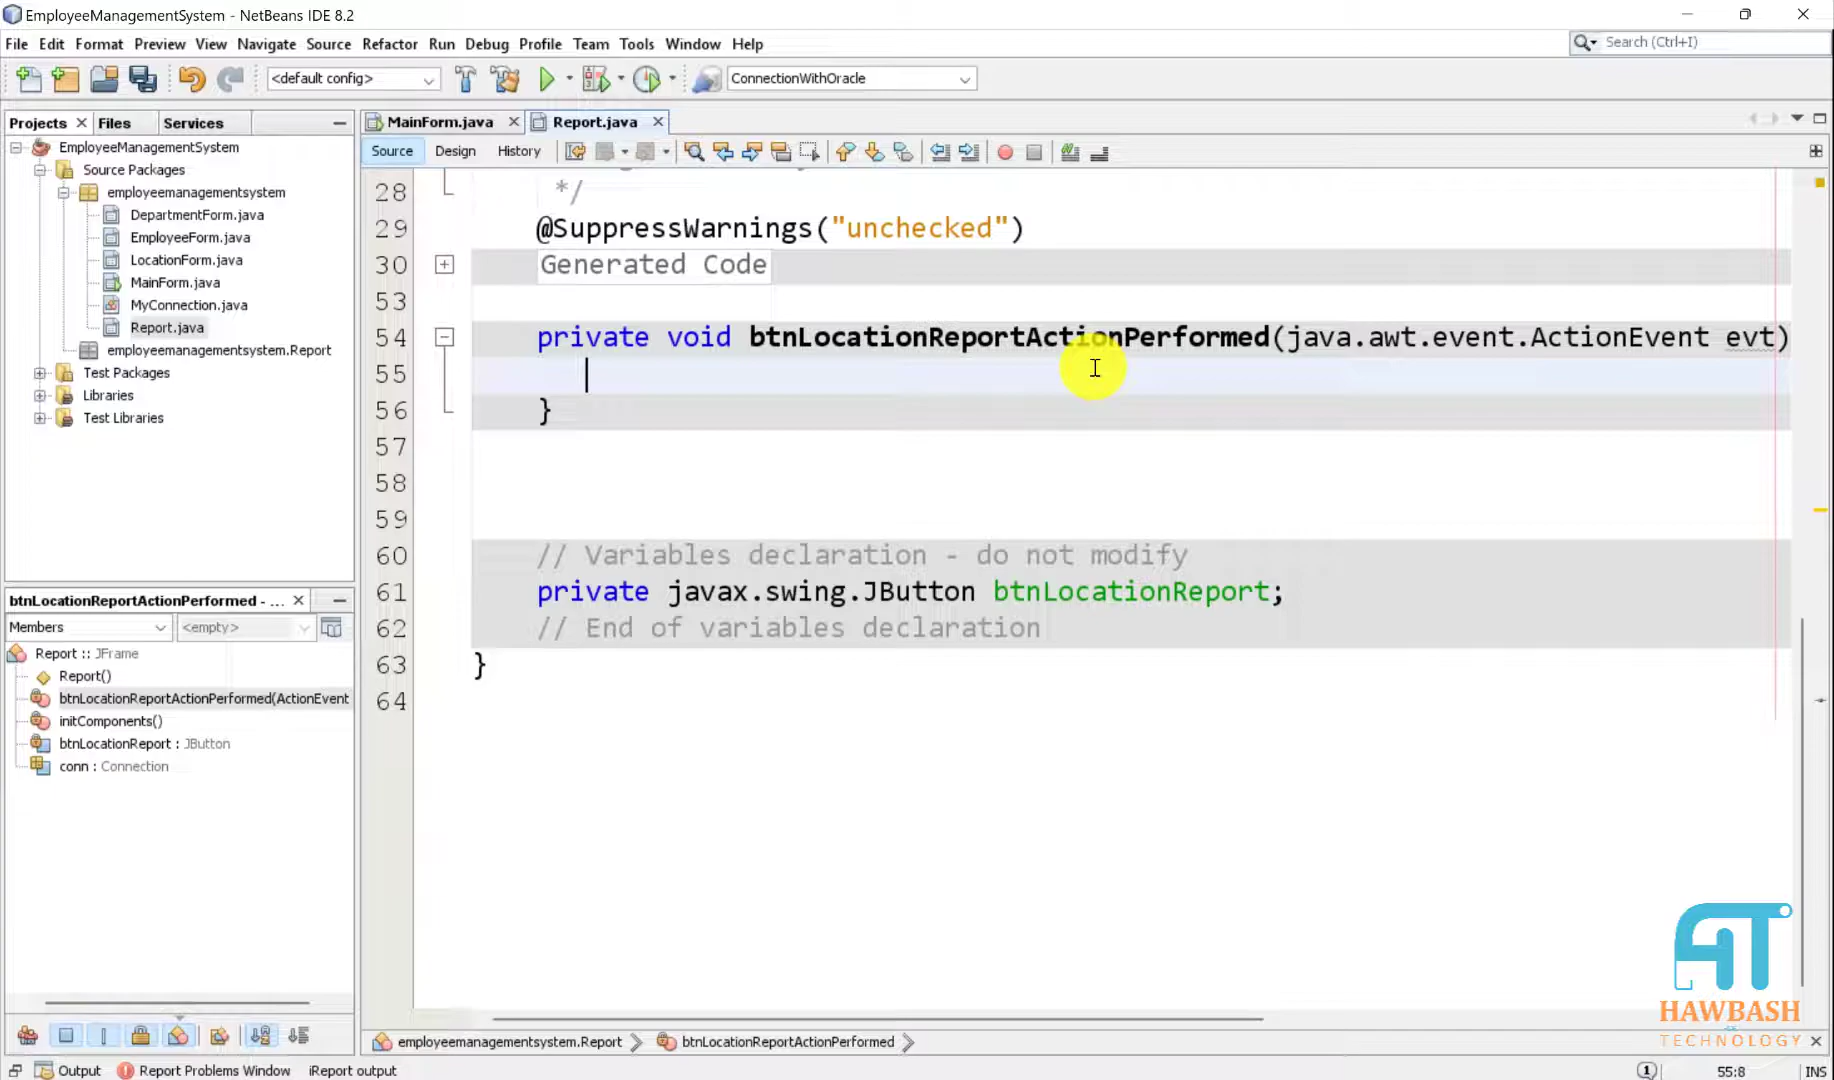 EmployeeManagementSystem - NetBeans IDE 8.2
File Edit Format Preview View Navigate Source Refactor Run Debug Profile Team Tools Window Help
Search (Ctrl+I)
<default config>
ConnectionWithOracle
Projects Files Services
MainForm.java Report.java
Source Design History
EmployeeManagementSystem
Source Packages
employeemanagementsystem
DepartmentForm.java
EmployeeForm.java
LocationForm.java
MainForm.java
MyConnection.java
Report.java
employeemanagementsystem.Report
Test Packages
Libraries
Test Libraries
28 */
29 @SuppressWarnings("unchecked")
30 Generated Code
53
54 private void btnLocationReportActionPerformed(java.awt.event.ActionEvent evt)
55
56 }
57
58
59
60 // Variables declaration - do not modify
61 private javax.swing.JButton btnLocationReport;
62 // End of variables declaration
63 }
64
btnLocationReportActionPerformed - ...
Members <empty>
Report :: JFrame
Report()
btnLocationReportActionPerformed(ActionEvent
initComponents()
btnLocationReport : JButton
conn : Connection
HAWBASH
TECHNOLOGY
employeemanagementsystem.Report btnLocationReportActionPerformed
Output Report Problems Window iReport output
1 55:8 INS